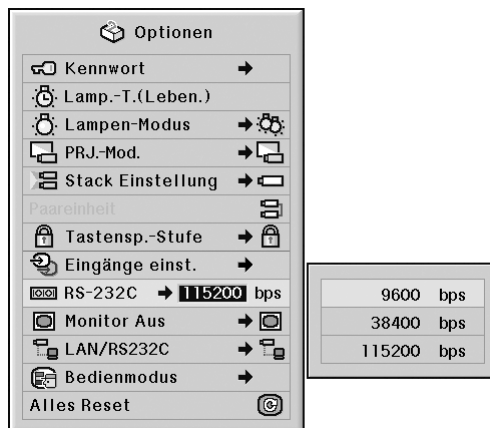 Optionen
Kennwort
Lamp.-T.(Leben.)
Lampen-Modus
PRJ.-Mod.
Stack Einstellung
Paareinheit
Tastensp.-Stufe
Eingänge einst.
RS-232C 115200 bps
Monitor Aus
LAN/RS232C
Bedienmodus
Alles Reset
9600 bps
38400 bps
115200 bps